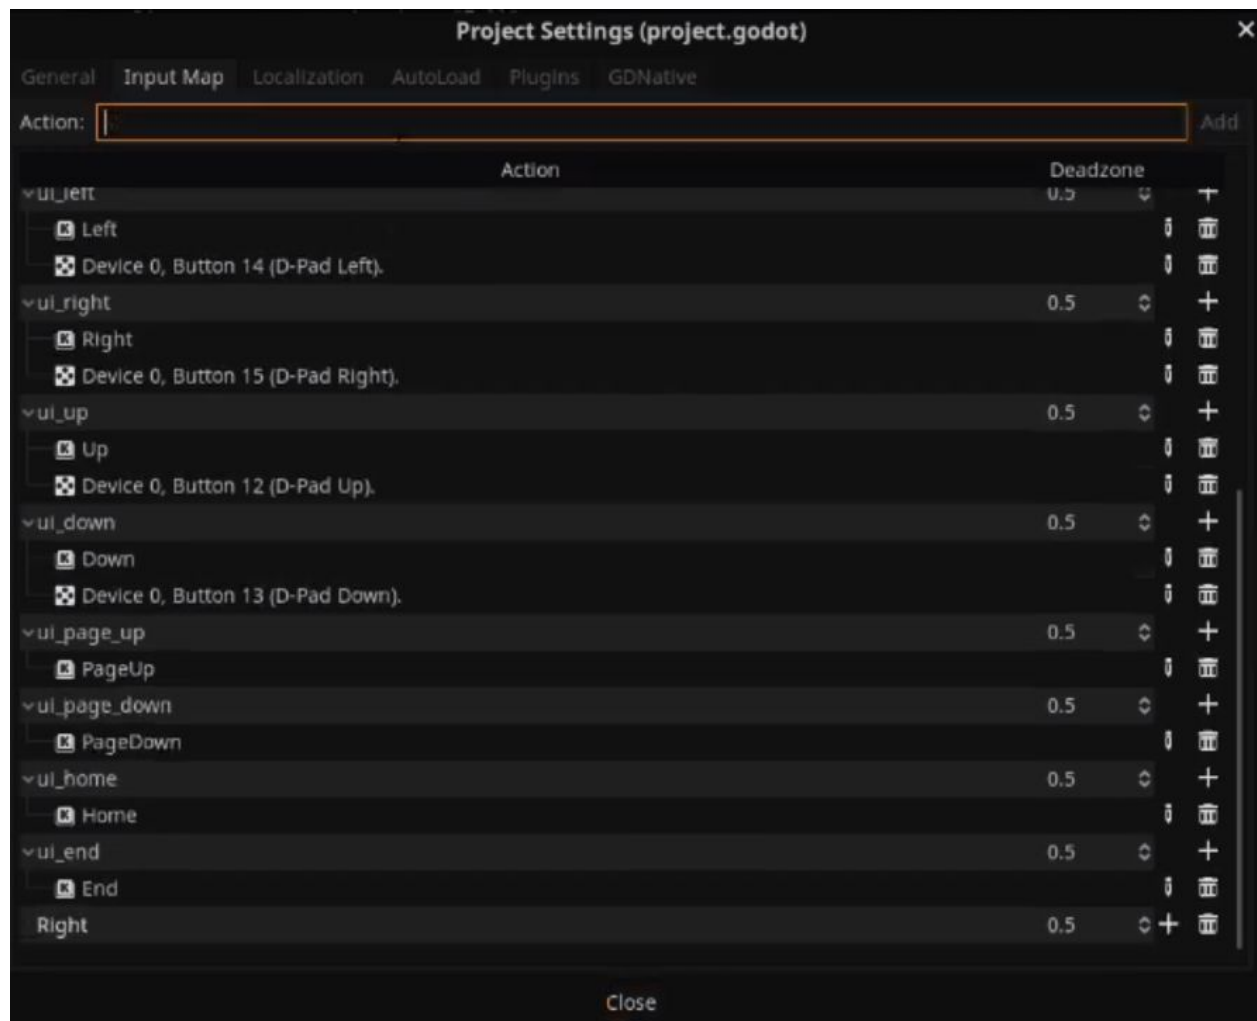 Project Settings (project.godot)
General Input Map Localization AutoLoad Plugins GDNative
Action: Add
Action Deadzone
ui_left 0.5
Left
Device 0, Button 14 (D-Pad Left).
ui_right 0.5
Right
Device 0, Button 15 (D-Pad Right).
ui_up 0.5
Up
Device 0, Button 12 (D-Pad Up).
ui_down 0.5
Down
Device 0, Button 13 (D-Pad Down).
ui_page_up 0.5
PageUp
ui_page_down 0.5
PageDown
ui_home 0.5
Home
ui_end 0.5
End
Right 0.5
Close